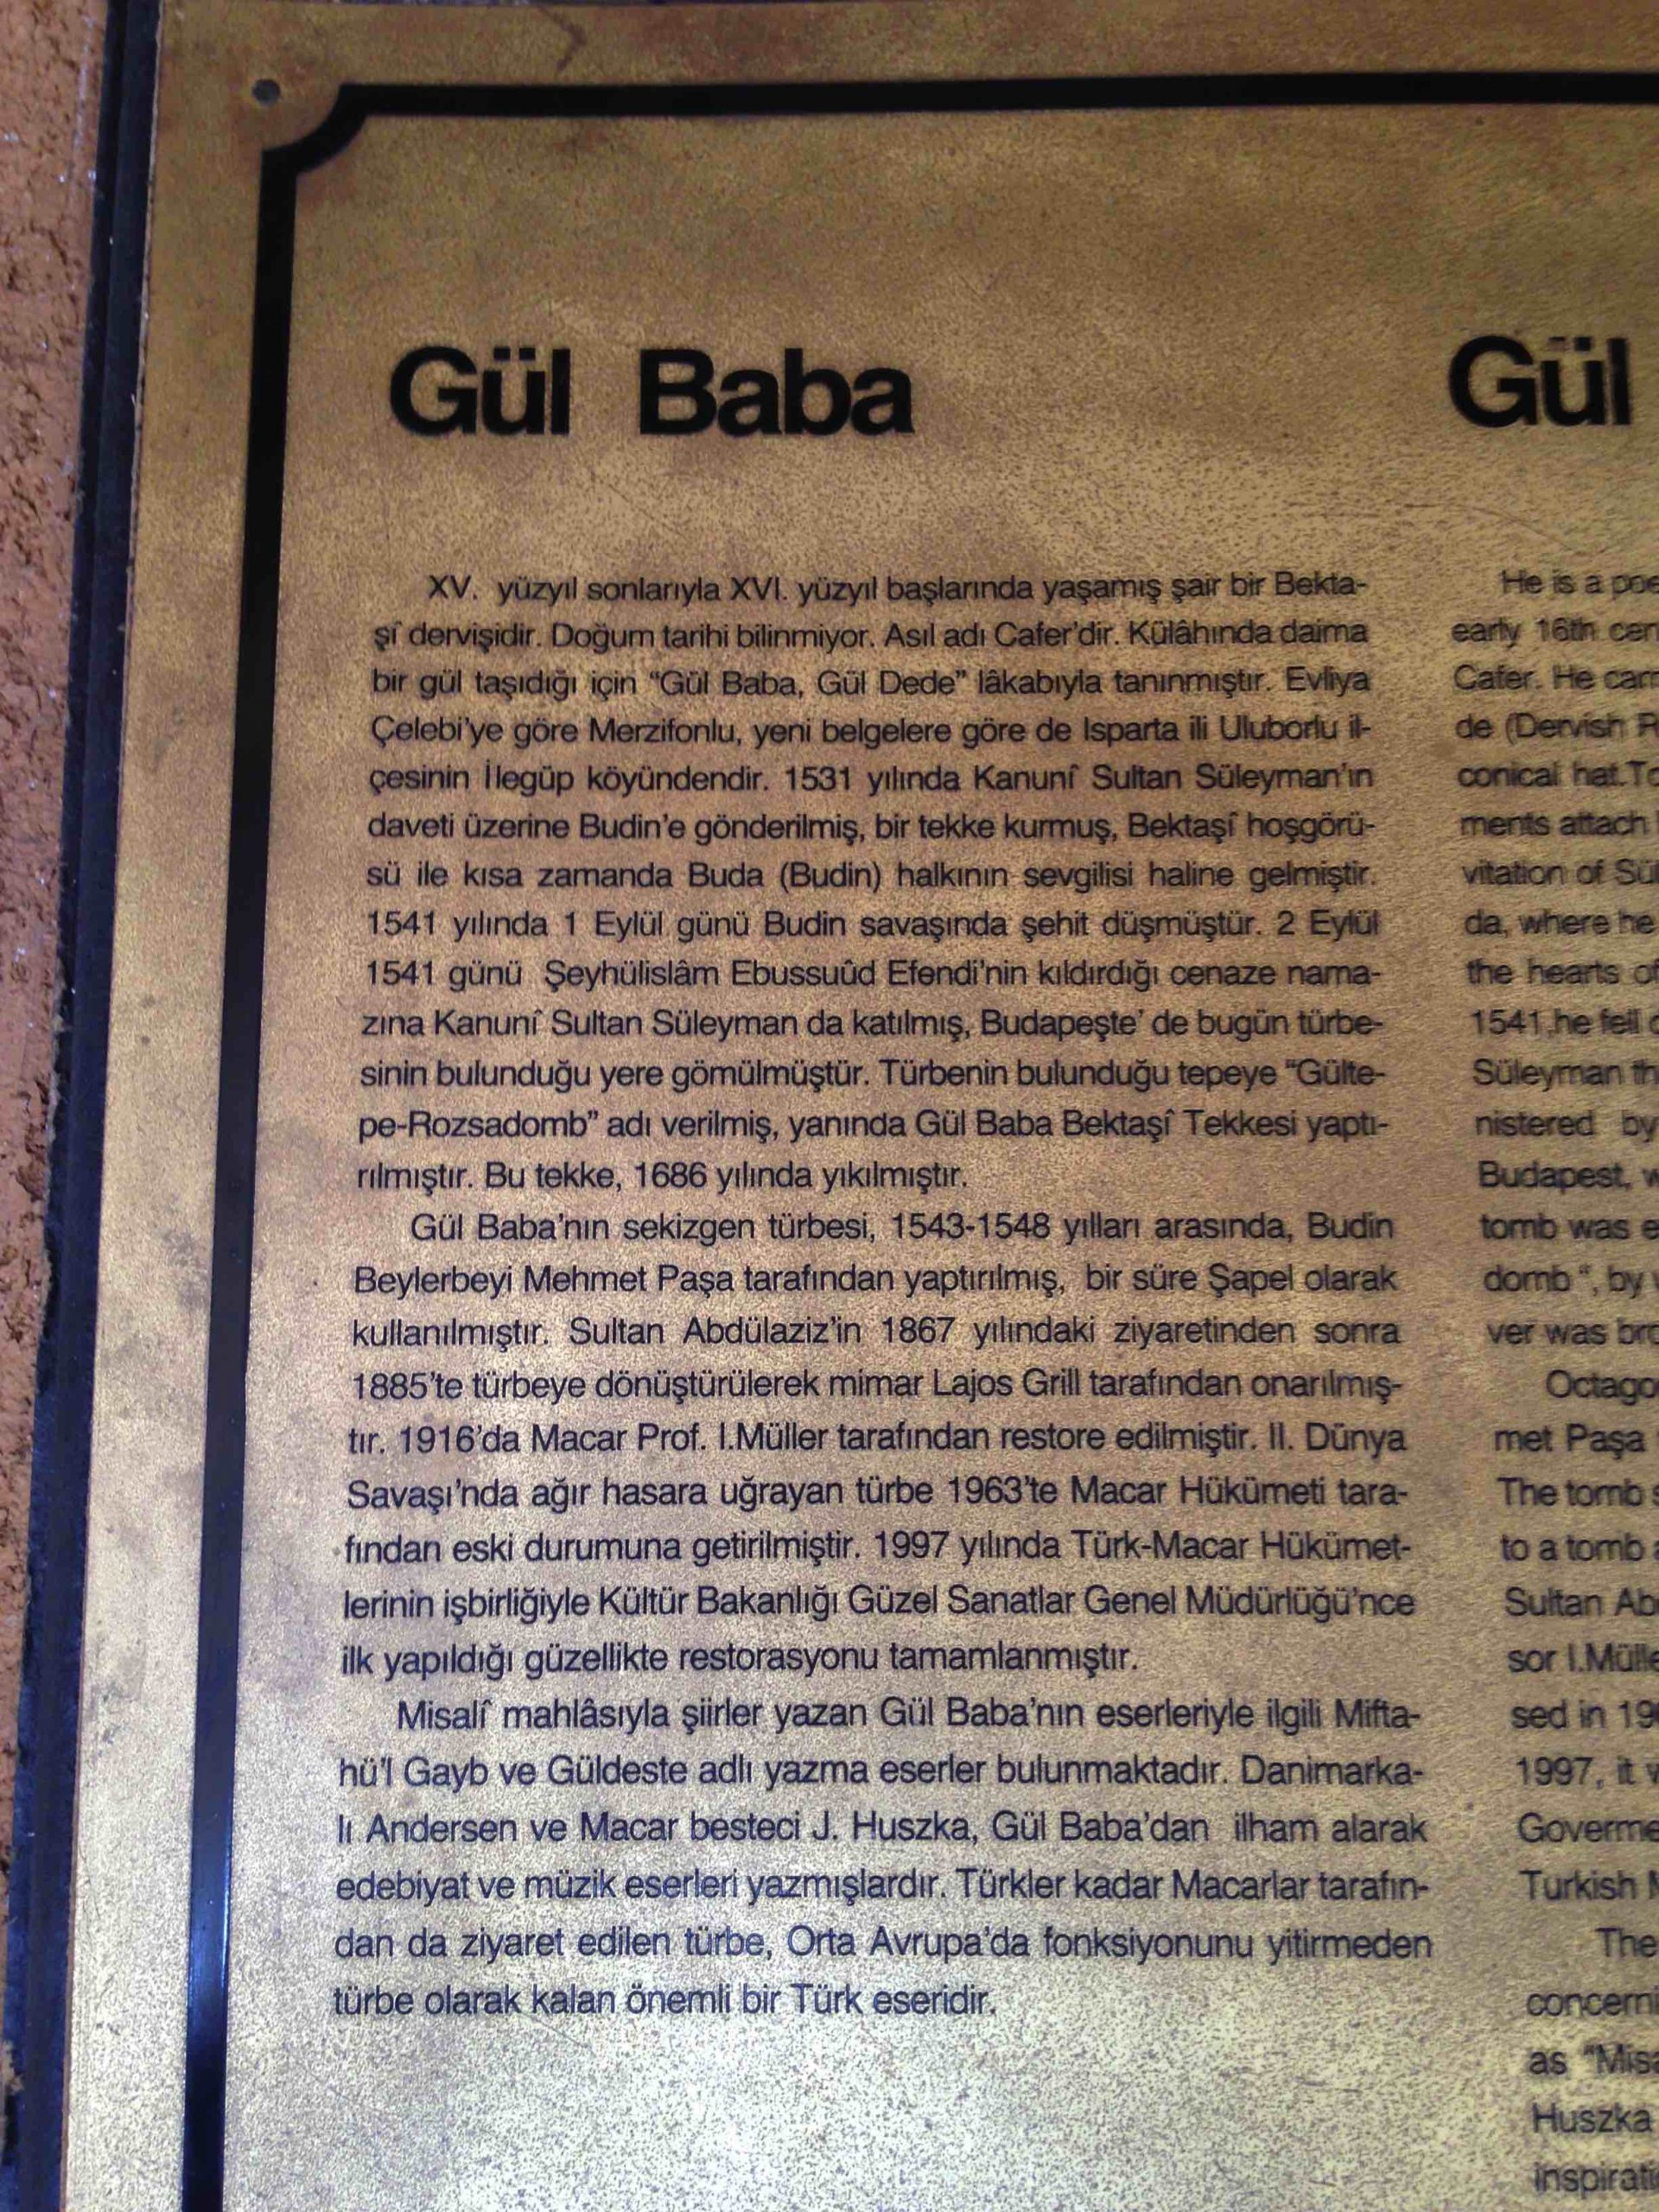 Gül Baba
XV. yüzyıl sonlarıyla XVI. yüzyıl başlarında yaşamış şair bir Bekta-
şî dervişidir. Doğum tarihi bilinmiyor. Asıl adı Cafer'dir. Külâhında daima
bir gül taşıdığı için "Gül Baba, Gül Dede" lâkabıyla tanınmıştır. Evliya
Çelebi'ye göre Merzifonlu, yeni belgelere göre de Isparta ili Uluborlu il-
çesinin İlegüp köyündendir. 1531 yılında Kanunî Sultan Süleyman'ın
daveti üzerine Budin'e gönderilmiş, bir tekke kurmuş, Bektaşî hoşgörü-
sü ile kısa zamanda Buda (Budin) halkının sevgilisi haline gelmiştir.
1541 yılında 1 Eylül günü Budin savaşında şehit düşmüştür. 2 Eylül
1541 günü Şeyhülislâm Ebussuûd Efendi'nin kıldırdığı cenaze nama-
zına Kanunî Sultan Süleyman da katılmış, Budapeşte' de bugün türbe-
sinin bulunduğu yere gömülmüştür. Türbenin bulunduğu tepeye "Gülte-
pe-Rozsadomb" adı verilmiş, yanında Gül Baba Bektaşî Tekkesi yaptı-
rılmıştır. Bu tekke, 1686 yılında yıkılmıştır.
Gül Baba'nın sekizgen türbesi, 1543-1548 yılları arasında, Budin
Beylerbeyi Mehmet Paşa tarafından yaptırılmış, bir süre Şapel olarak
kullanılmıştır. Sultan Abdülaziz'in 1867 yılındaki ziyaretinden sonra
1885'te türbeye dönüştürülerek mimar Lajos Grill tarafından onarılmış-
tır. 1916'da Macar Prof. I.Müller tarafından restore edilmiştir. II. Dünya
Savaşı'nda ağır hasara uğrayan türbe 1963'te Macar Hükümeti tara-
fından eski durumuna getirilmiştir. 1997 yılında Türk-Macar Hükümet-
lerinin işbirliğiyle Kültür Bakanlığı Güzel Sanatlar Genel Müdürlüğü'nce
ilk yapıldığı güzellikte restorasyonu tamamlanmıştır.
Misalî mahlâsıyla şiirler yazan Gül Baba'nın eserleriyle ilgili Mifta-
hü'l Gayb ve Güldeste adlı yazma eserler bulunmaktadır. Danimarka-
lı Andersen ve Macar besteci J. Huszka, Gül Baba'dan ilham alarak
edebiyat ve müzik eserleri yazmışlardır. Türkler kadar Macarlar tarafın-
dan da ziyaret edilen türbe, Orta Avrupa'da fonksiyonunu yitirmeden
türbe olarak kalan önemli bir Türk eseridir.
Gül
He is a
early 16th
Cafer. He
de (Dervish
conical hat.
ments attach
vitation of
da, where he
the hearts of
1541 he fell
Süleyman
nistered by
Budapest,
tomb was
domb", by
ver was
met Paşa
The tomb
to a tomb
Sultan
sor
sed in
1997, it
Turkish
The
as
Huszka